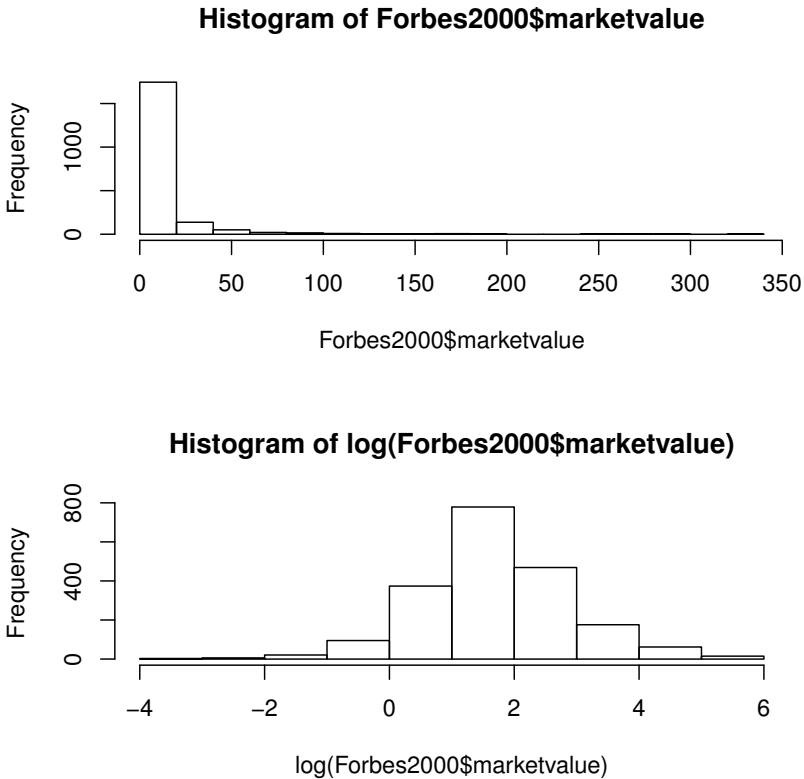 Histogram of Forbes2000$marketvalue
Frequency
1000
0
0 50 100 150 200 250 300 350
Forbes2000$marketvalue
Histogram of log(Forbes2000$marketvalue)
Frequency
800
400
0
−4 −2 0 2 4 6
log(Forbes2000$marketvalue)